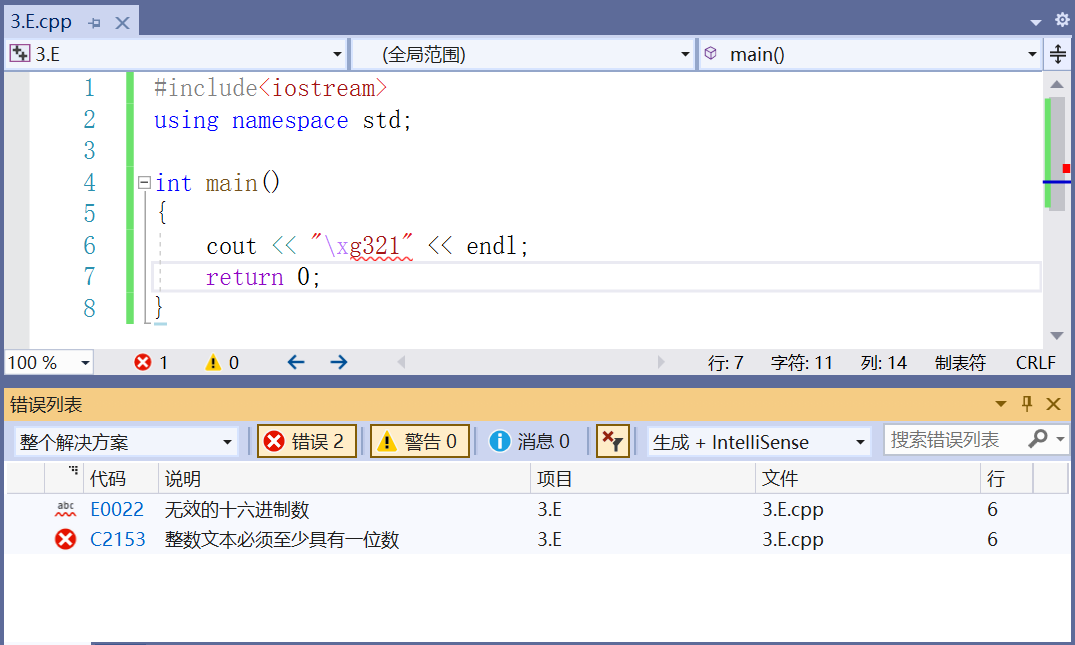 3.E.cpp
3.E (全局范围) main()
1 #include<iostream>
2 using namespace std;
3
4 int main()
5 {
6 cout << "\xg321" << endl;
7 return 0;
8 }
100 % 1 0 行: 7 字符: 11 列: 14 制表符 CRLF
错误列表
整个解决方案 错误 2 警告 0 消息 0 生成 + IntelliSense 搜索错误列表
代码 说明 项目 文件 行
abc E0022 无效的十六进制数 3.E 3.E.cpp 6
C2153 整数文本必须至少具有一位数 3.E 3.E.cpp 6